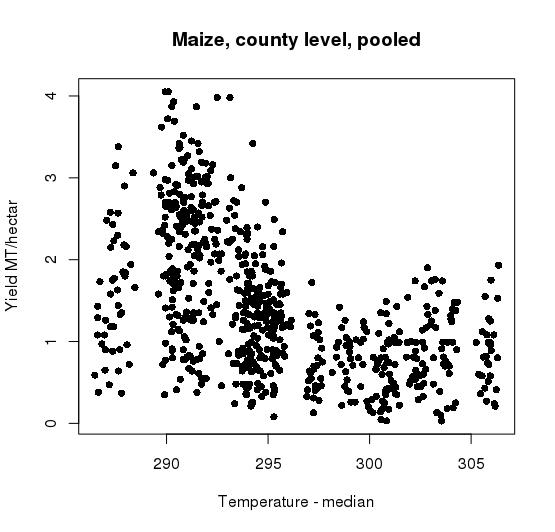 Maize, county level, pooled
Yield MT/hectar
4
3
2
1
0
290 295 300 305
Temperature - median